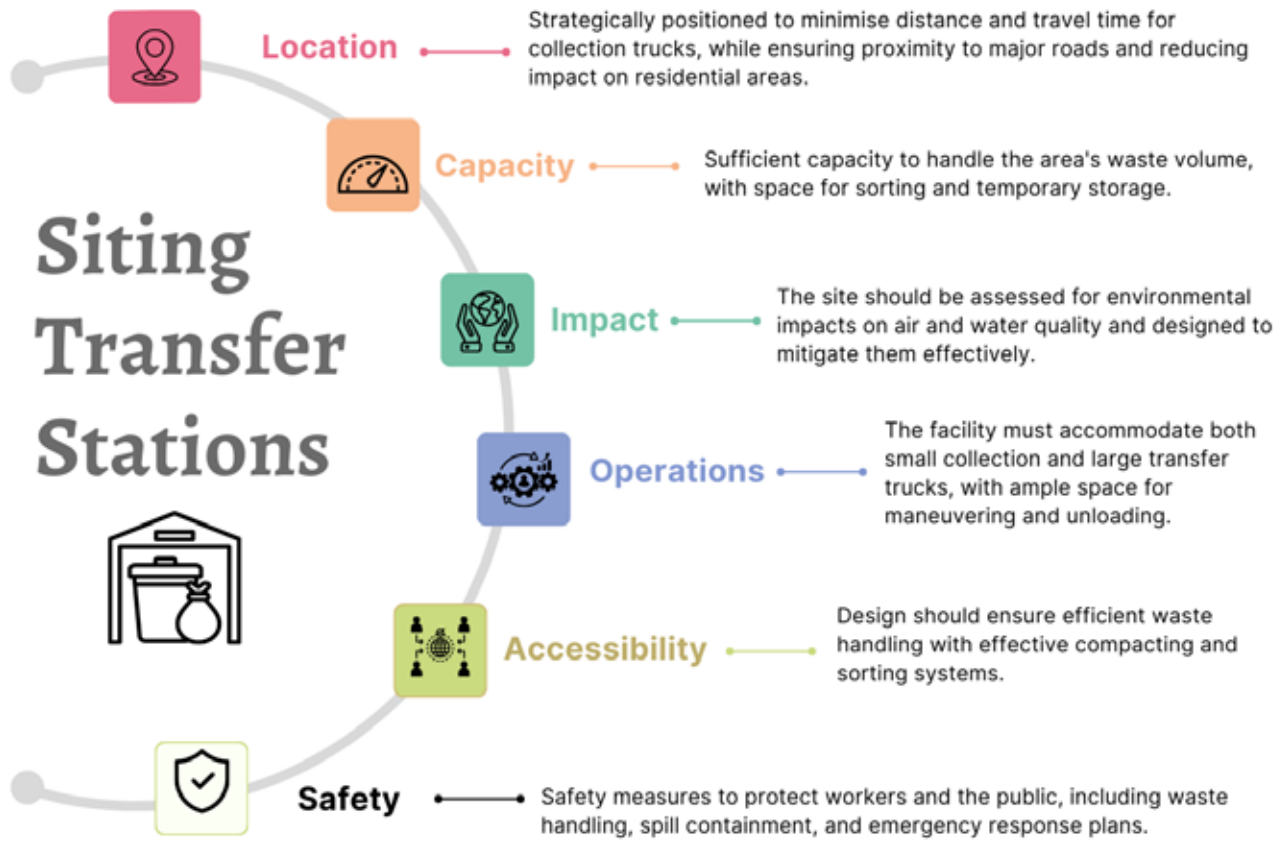 Siting
Transfer
Stations
Location
Strategically positioned to minimise distance and travel time for
collection trucks, while ensuring proximity to major roads and reducing
impact on residential areas.
Capacity
Sufficient capacity to handle the area's waste volume,
with space for sorting and temporary storage.
Impact
The site should be assessed for environmental
impacts on air and water quality and designed to
mitigate them effectively.
Operations
The facility must accommodate both
small collection and large transfer
trucks, with ample space for
maneuvering and unloading.
Accessibility
Design should ensure efficient waste
handling with effective compacting and
sorting systems.
Safety
Safety measures to protect workers and the public, including waste
handling, spill containment, and emergency response plans.